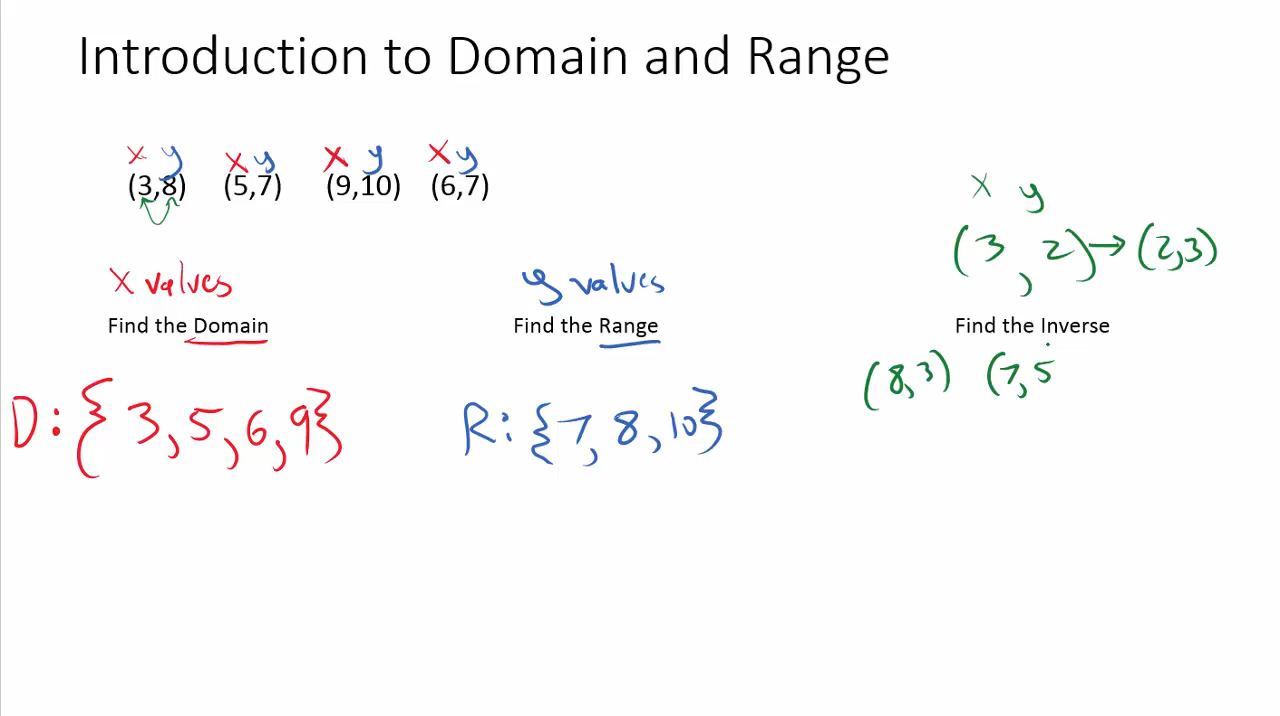 Introduction to Domain and Range
x y x y x y x y
(3,8) (5,7) (9,10) (6,7)
x y
(3, 2) → (2,3)
x values
y values
Find the Domain
Find the Range
Find the Inverse
(8,3) (7,5
D: { 3, 5, 6, 9}
R: {7, 8, 10}